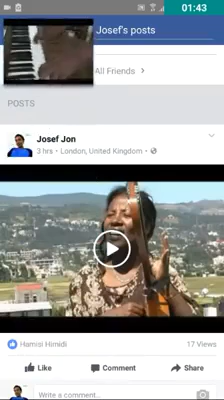 01:43
Josef's posts
All Friends >
POSTS
Josef Jon
3 hrs • London, United Kingdom •
Hamisi Himidi 17 Views
Like Comment Share
Write a comment...